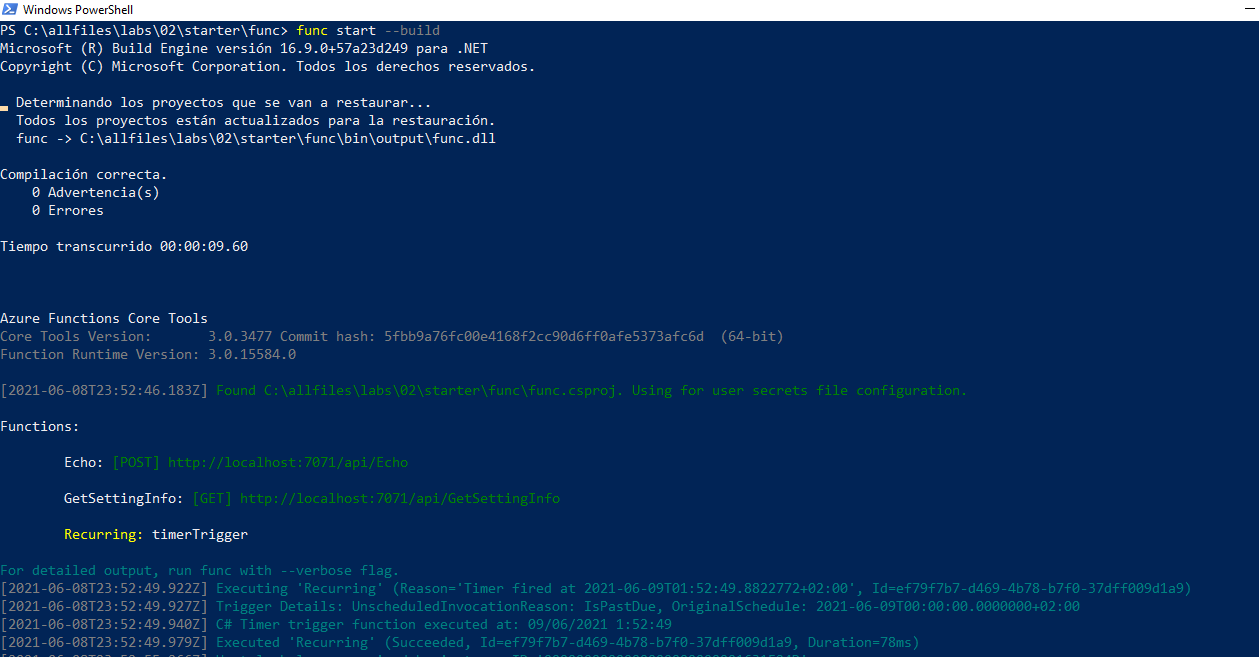 Windows PowerShell
PS C:\allfiles\labs\02\starter\func> func start --build
Microsoft (R) Build Engine versión 16.9.0+57a23d249 para .NET
Copyright (C) Microsoft Corporation. Todos los derechos reservados.
Determinando los proyectos que se van a restaurar...
Todos los proyectos están actualizados para la restauración.
func -> C:\allfiles\labs\02\starter\func\bin\output\func.dll
Compilación correcta.
0 Advertencia(s)
0 Errores
Tiempo transcurrido 00:00:09.60
Azure Functions Core Tools
Core Tools Version: 3.0.3477 Commit hash: 5fbb9a76fc00e4168f2cc90d6ff0afe5373afc6d (64-bit)
Function Runtime Version: 3.0.15584.0
[2021-06-08T23:52:46.183Z] Found C:\allfiles\labs\02\starter\func\func.csproj. Using for user secrets file configuration.
Functions:
Echo: [POST] http://localhost:7071/api/Echo
GetSettingInfo: [GET] http://localhost:7071/api/GetSettingInfo
Recurring: timerTrigger
For detailed output, run func with --verbose flag.
[2021-06-08T23:52:49.922Z] Executing 'Recurring' (Reason='Timer fired at 2021-06-09T01:52:49.8822772+02:00', Id=ef79f7b7-d469-4b78-b7f0-37dff009d1a9)
[2021-06-08T23:52:49.927Z] Trigger Details: UnscheduledInvocationReason: IsPastDue, OriginalSchedule: 2021-06-09T00:00:00.0000000+02:00
[2021-06-08T23:52:49.940Z] C# Timer trigger function executed at: 09/06/2021 1:52:49
[2021-06-08T23:52:49.979Z] Executed 'Recurring' (Succeeded, Id=ef79f7b7-d469-4b78-b7f0-37dff009d1a9, Duration=78ms)